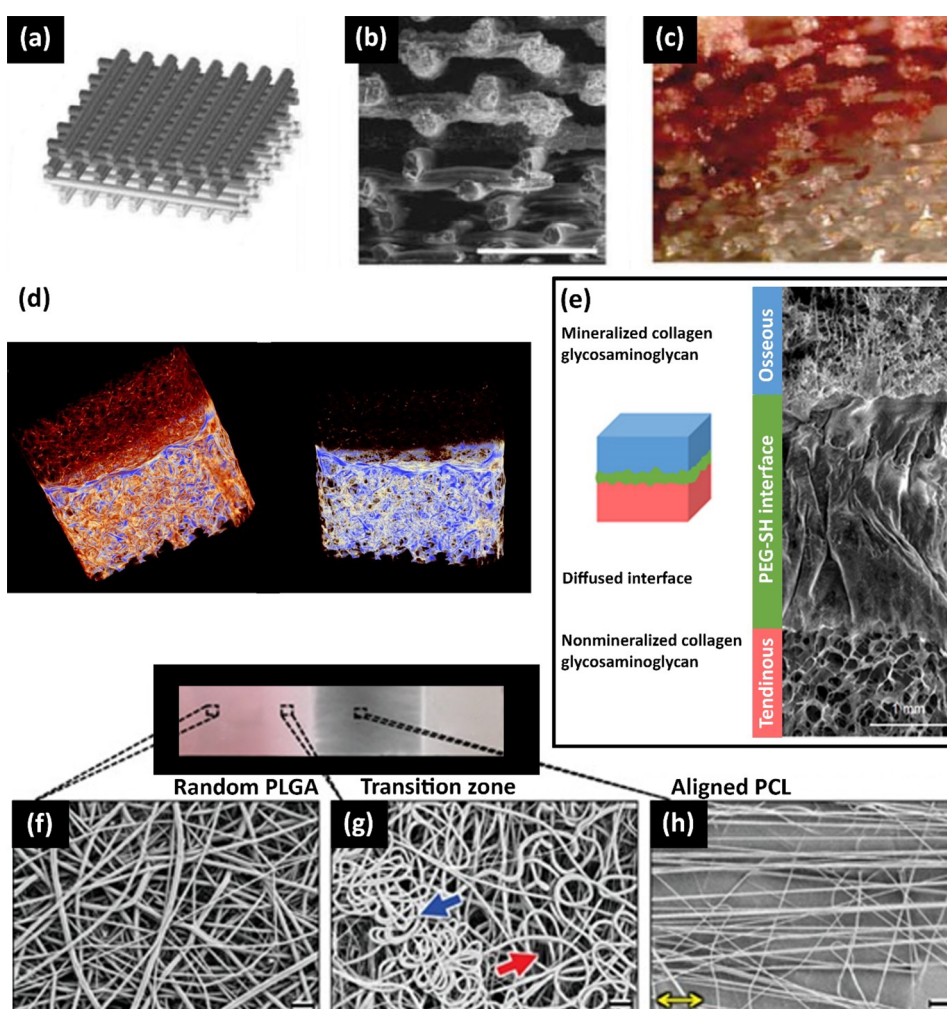 (a)
(b)
(c)
(d)
(e)
Mineralized collagen
glycosaminoglycan
Diffused interface
Nonmineralized collagen
glycosaminoglycan
Osseous
PEG-SH interface
Tendinous
1 mm
Random PLGA
Transition zone
Aligned PCL
(f)
(g)
(h)